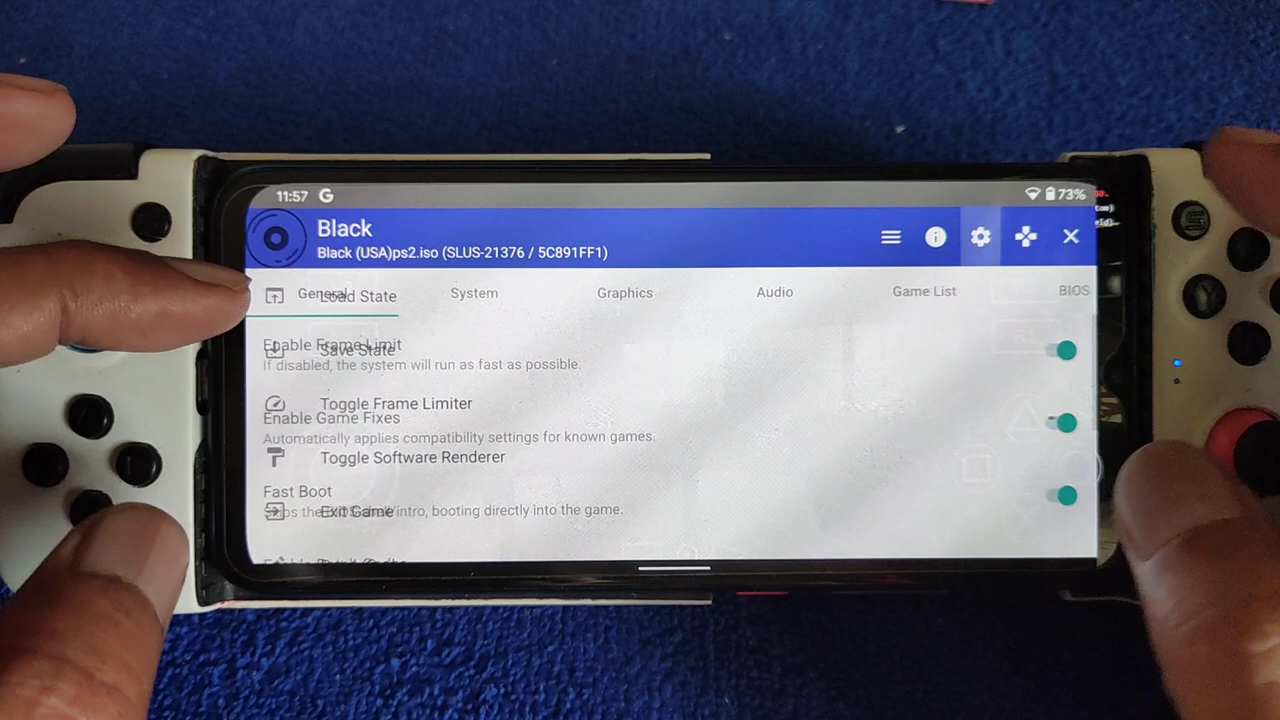 11:57 G
73%
Black
Black (USA)ps2.iso (SLUS-21376 / 5C891FF1)
General System Graphics Audio Game List BIOS
Load State
Enable Frame Limit
Save State
If disabled, the system will run as fast as possible.
Toggle Frame Limiter
Enable Game Fixes
Automatically applies compatibility settings for known games.
Toggle Software Renderer
Fast Boot
Exit Game
intro, booting directly into the game.
Enable